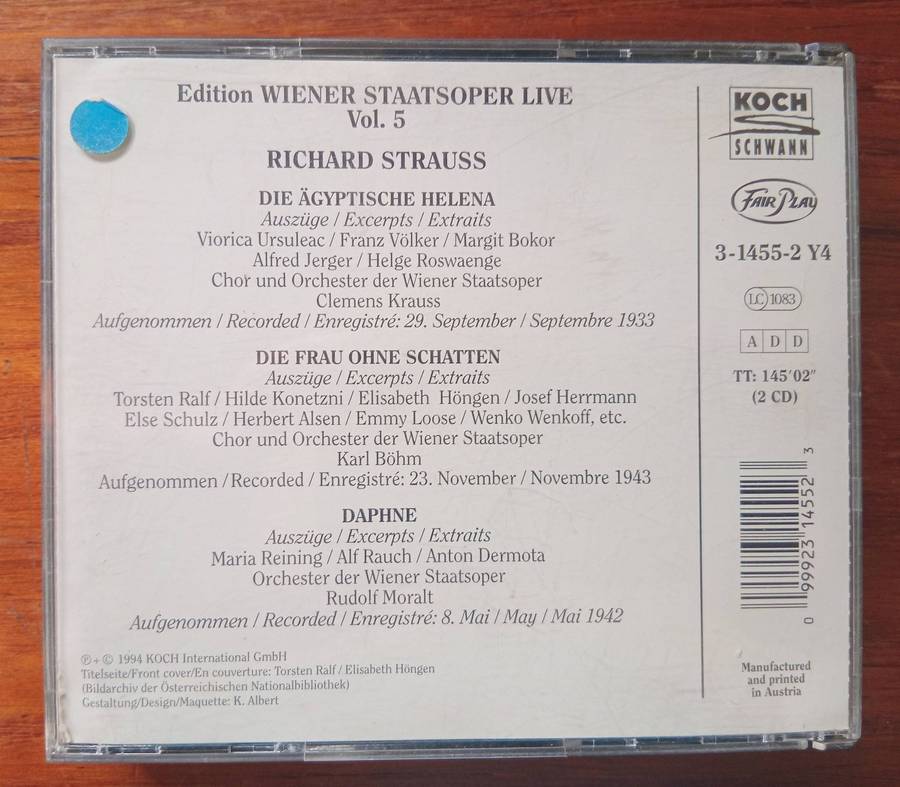 Edition WIENER STAATSOPER LIVE
Vol. 5
RICHARD STRAUSS
DIE ÄGYPTISCHE HELENA
Auszüge / Excerpts / Extraits
Viorica Ursuleac / Franz Völker / Margit Bokor
Alfred Jerger / Helge Roswaenge
Chor und Orchester der Wiener Staatsoper
Clemens Krauss
Aufgenommen / Recorded / Enregistré: 29. September / Septembre 1933
DIE FRAU OHNE SCHATTEN
Auszüge / Excerpts / Extraits
Torsten Ralf / Hilde Konetzni / Elisabeth Höngen / Josef Herrmann
Else Schulz / Herbert Alsen / Emmy Loose / Wenko Wenkoff, etc.
Chor und Orchester der Wiener Staatsoper
Karl Böhm
Aufgenommen / Recorded / Enregistré: 23. November / Novembre 1943
DAPHNE
Auszüge / Excerpts / Extraits
Maria Reining / Alf Rauch / Anton Dermota
Orchester der Wiener Staatsoper
Rudolf Moralt
Aufgenommen / Recorded / Enregistré: 8. Mai / May / Mai 1942
℗ + © 1994 KOCH International GmbH
Titelseite/Front cover/En couverture: Torsten Ralf / Elisabeth Höngen
(Bildarchiv der Österreichischen Nationalbibliothek)
Gestaltung/Design/Maquette: K. Albert
KOCH
SCHWANN
FAIR PLAY
3-1455-2 Y4
LC 1083
A D D
TT: 145'02"
(2 CD)
0 99923 14552 3
Manufactured
and printed
in Austria